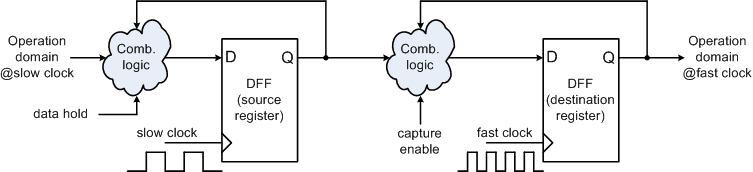 Operation
domain
@slow clock
Comb.
logic
data hold
D
Q
DFF
(source
register)
slow clock
Comb.
logic
capture
enable
D
Q
DFF
(destination
register)
fast clock
Operation
domain
@fast clock